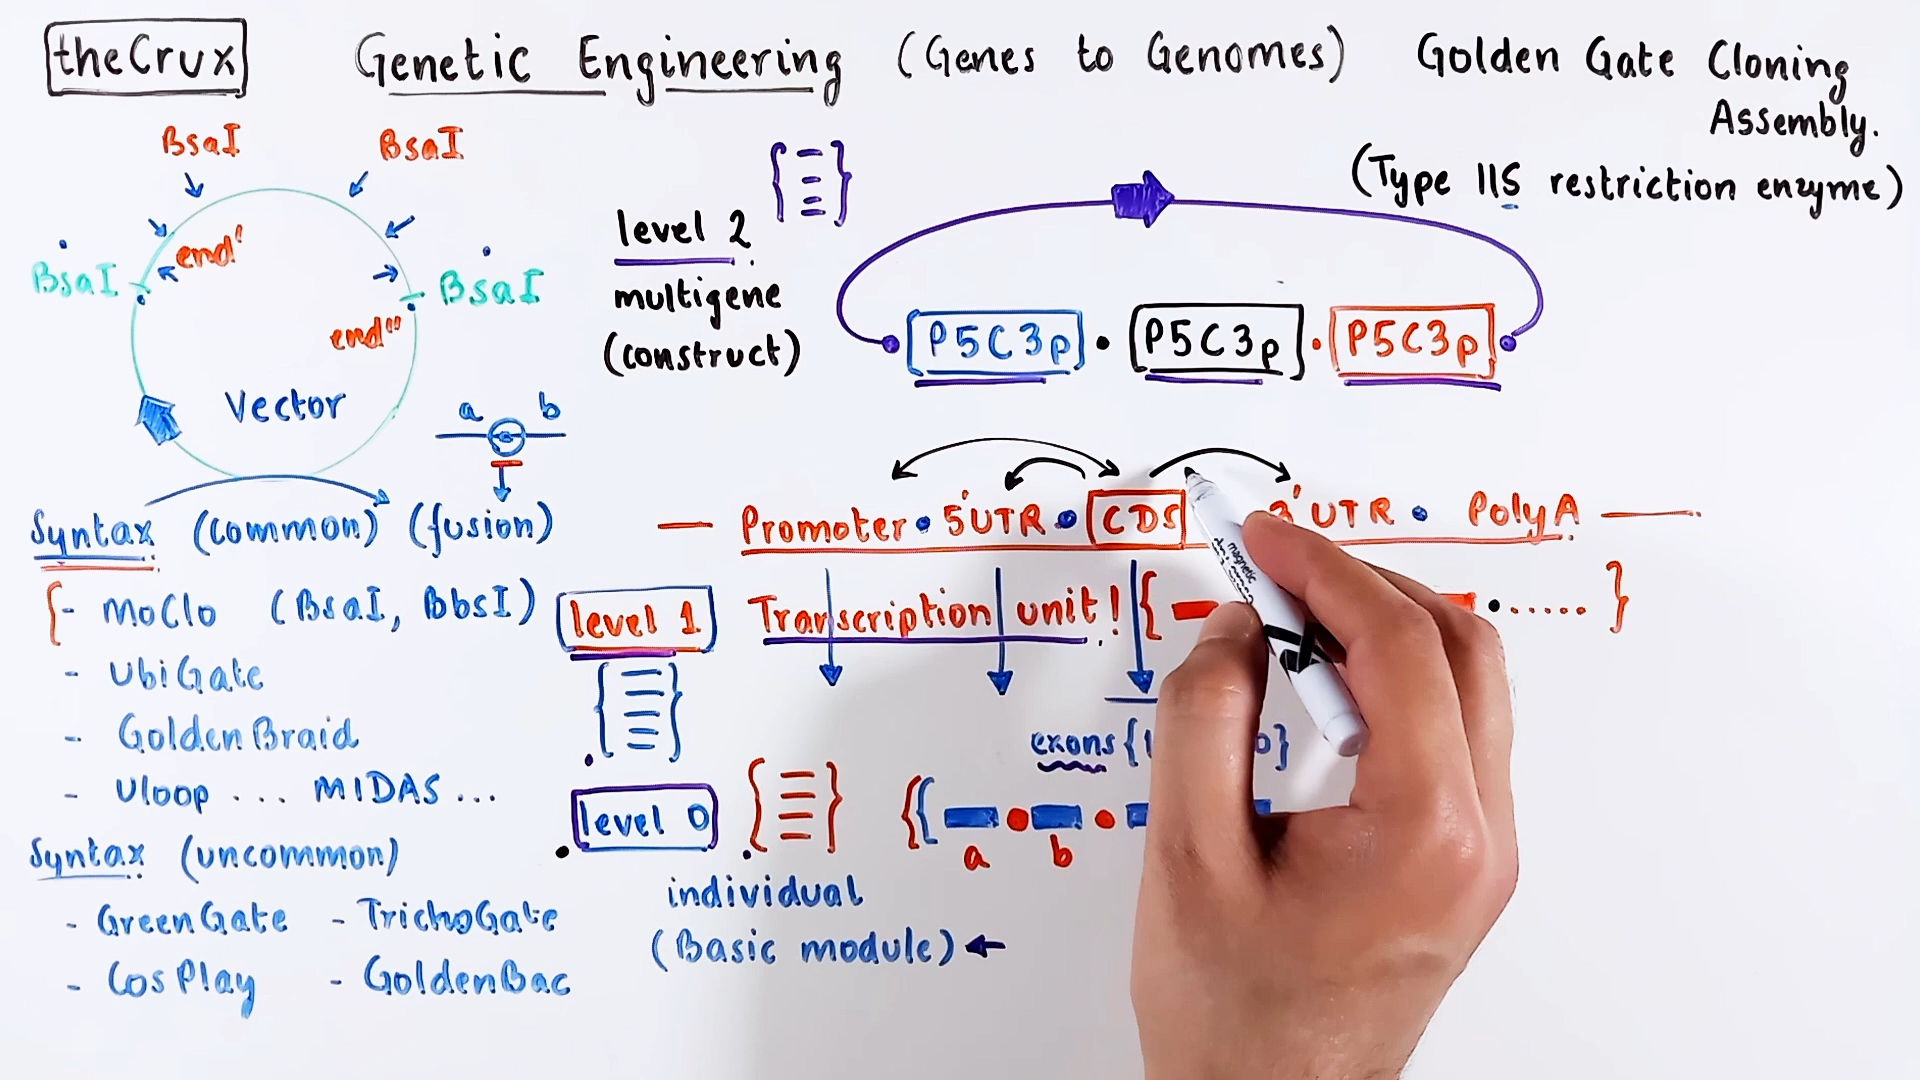 theCrux
Genetic Engineering (Genes to Genomes) Golden Gate Cloning
Assembly.
(Type IIS restriction enzyme)
BsaI BsaI
end' end"
BsaI BsaI
Vector
a b
level 2
multigene
(construct)
P5C3p • P5C3p • P5C3p
Syntax (common) (fusion)
- MoClo (BsaI, BbsI)
- UbiGate
- GoldenBraid
- Uloop ... MIDAS ...
Syntax (uncommon)
- GreenGate - TrichoGate
- CosPlay - GoldenBac
Promoter • 5'UTR • CDS 3'UTR • PolyA
level 1 Transcription unit!
exons
level 0
a b
individual
(Basic module)